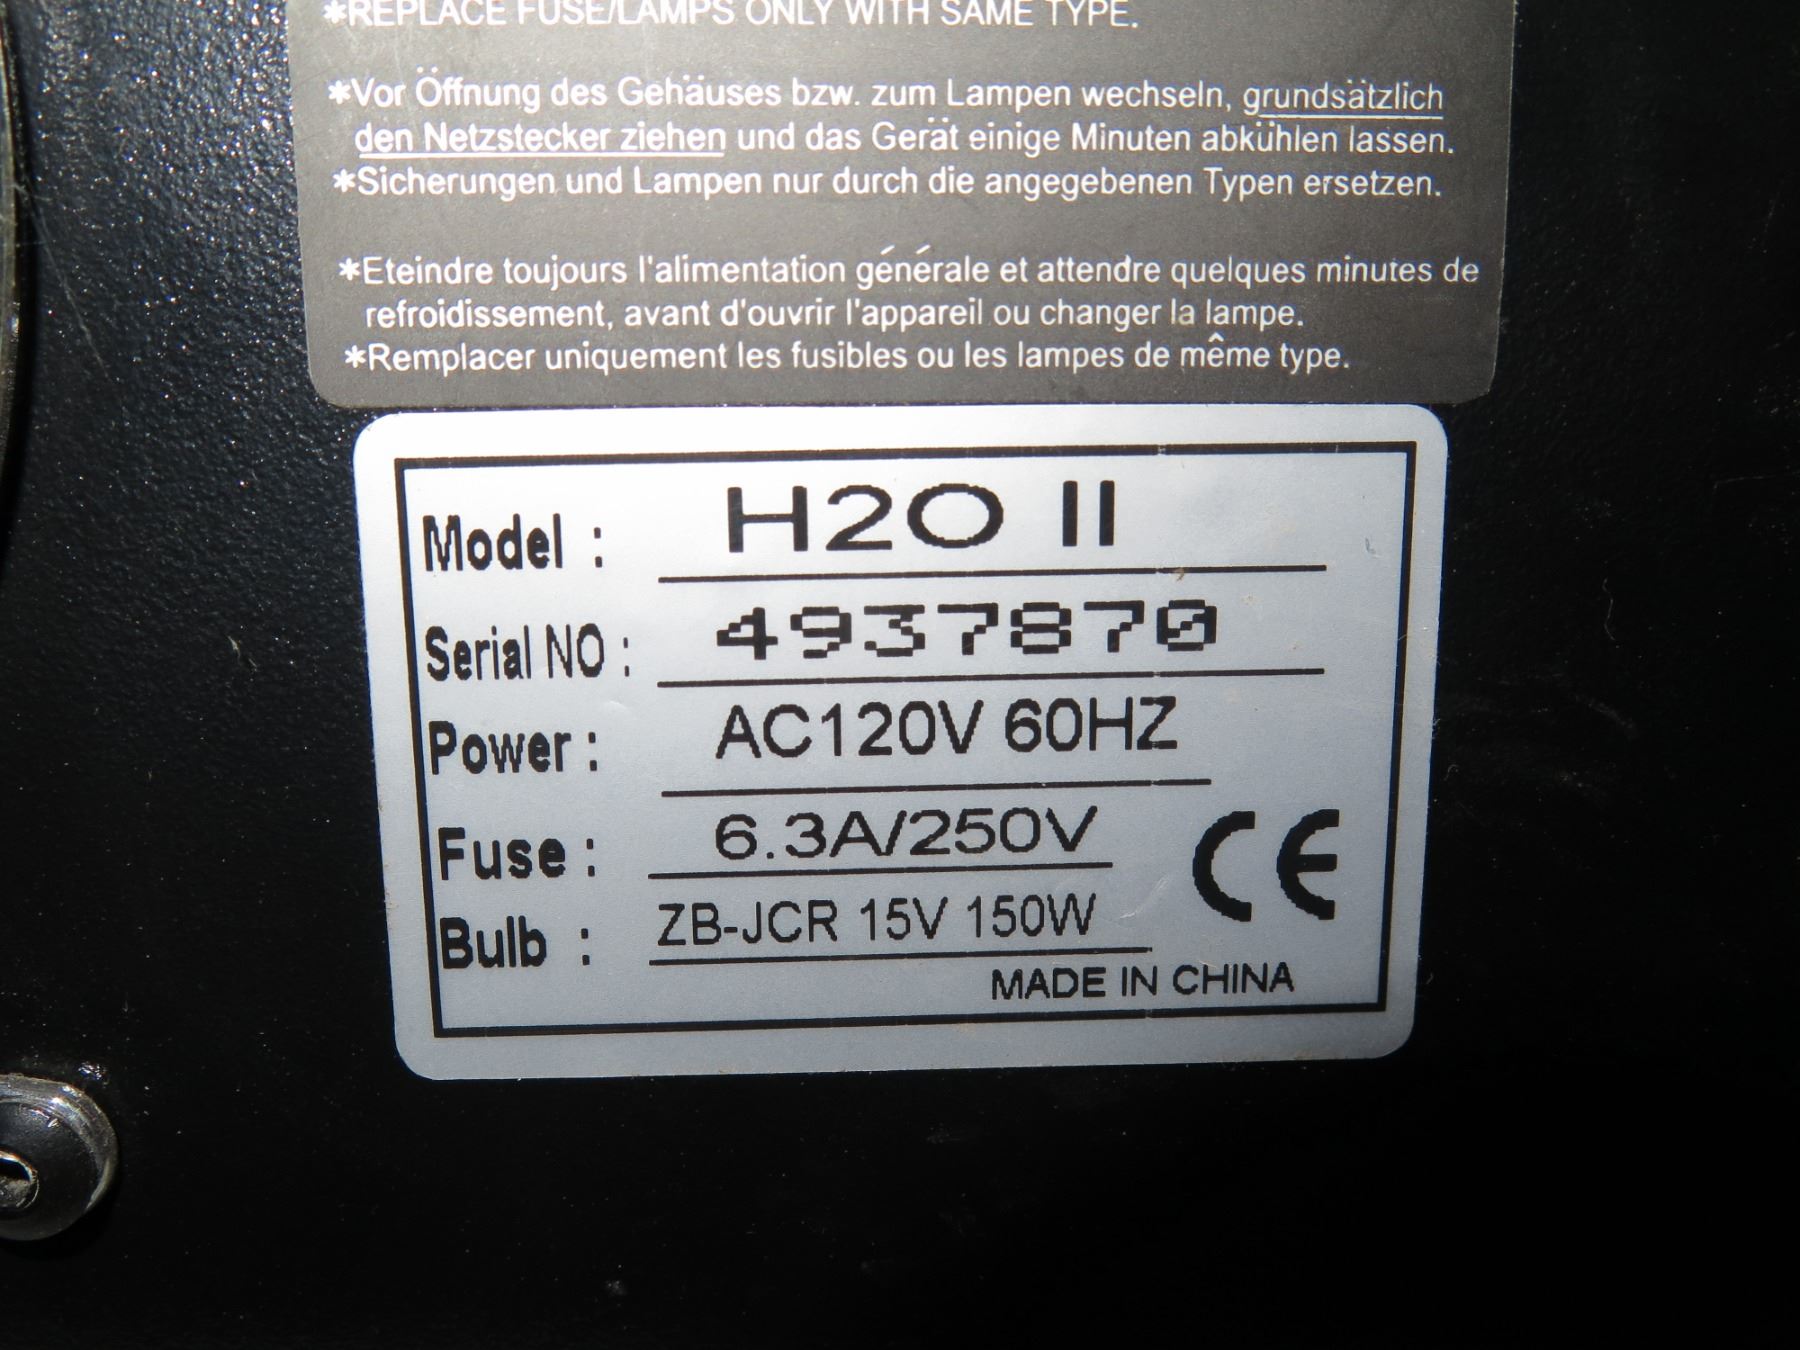 *REPLACE FUSE/LAMPS ONLY WITH SAME TYPE.
*Vor Öffnung des Gehäuses bzw. zum Lampen wechseln, grundsätzlich
den Netzstecker ziehen und das Gerät einige Minuten abkühlen lassen.
*Sicherungen und Lampen nur durch die angegebenen Typen ersetzen.
*Eteindre toujours l'alimentation générale et attendre quelques minutes de
refroidissement, avant d'ouvrir l'appareil ou changer la lampe.
*Remplacer uniquement les fusibles ou les lampes de même type.
Model : H2O II
Serial NO : 4937870
Power : AC120V 60HZ
Fuse : 6.3A/250V
CE
Bulb : ZB-JCR 15V 150W
MADE IN CHINA